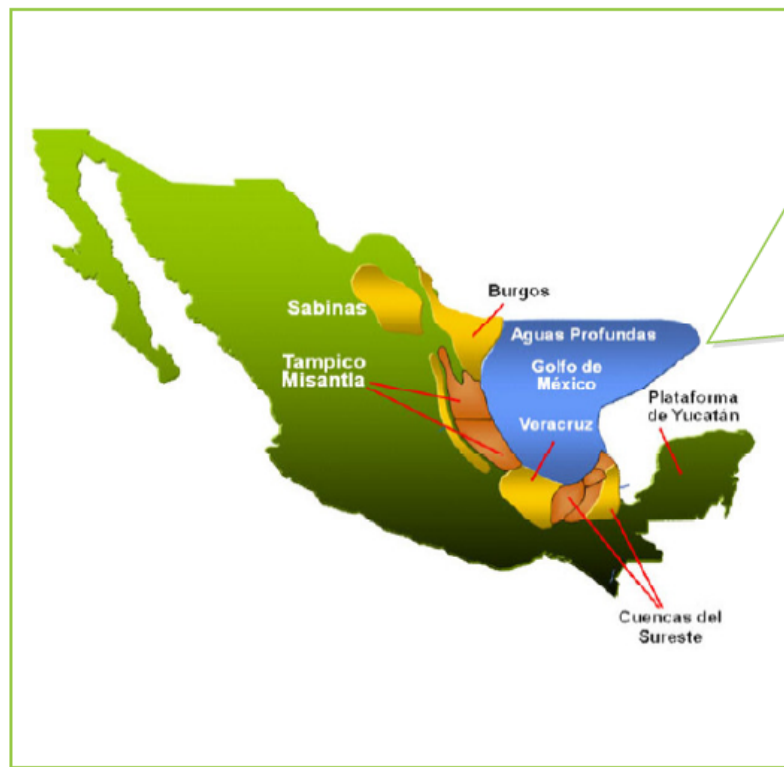 Burgos
Sabinas
Aguas Profundas
Tampico
Misantla
Golfo de
México
Plataforma
de Yucatán
Veracruz
Cuencas del
Sureste